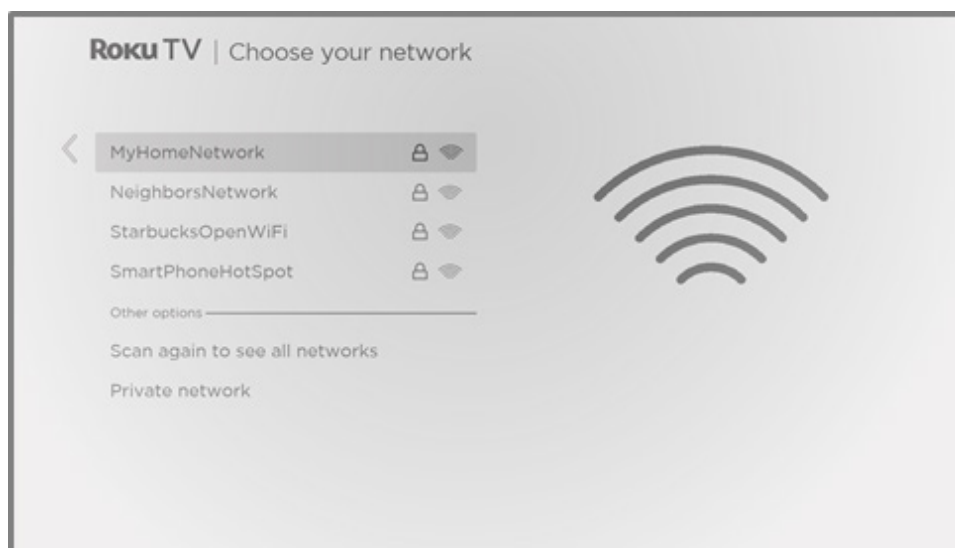 Roku TV | Choose your network
MyHomeNetwork
NeighborsNetwork
StarbucksOpenWiFi
SmartPhoneHotSpot
Other options
Scan again to see all networks
Private network